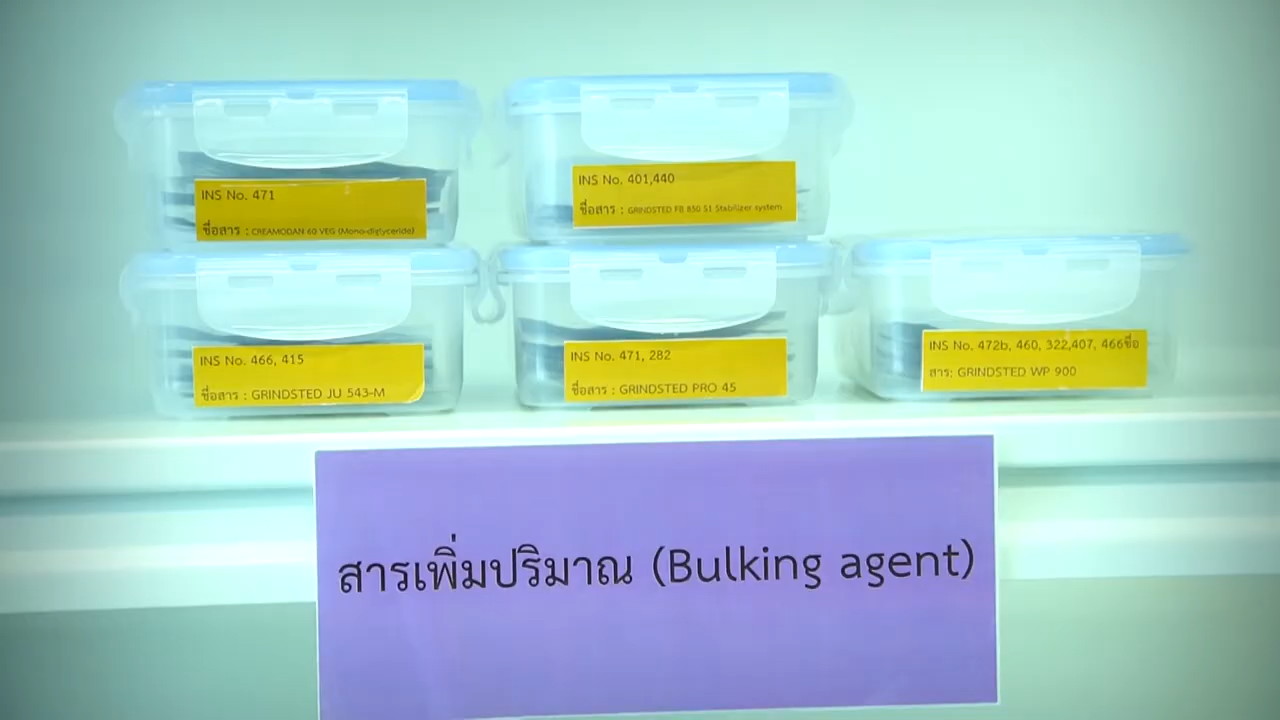 INS No. 471
ชื่อสาร : CREAMODAN 60 VEG (Mono-diglyceride)
INS No. 401,440
ชื่อสาร : GRINDSTED FB 850 S1 Stabilizer system
INS No. 466, 415
ชื่อสาร : GRINDSTED JU 543-M
INS No. 471, 282
ชื่อสาร : GRINDSTED PRO 45
INS No. 472b, 460, 322,407, 466ชื่อ
สาร: GRINDSTED WP 900
สารเพิ่มปริมาณ (Bulking agent)